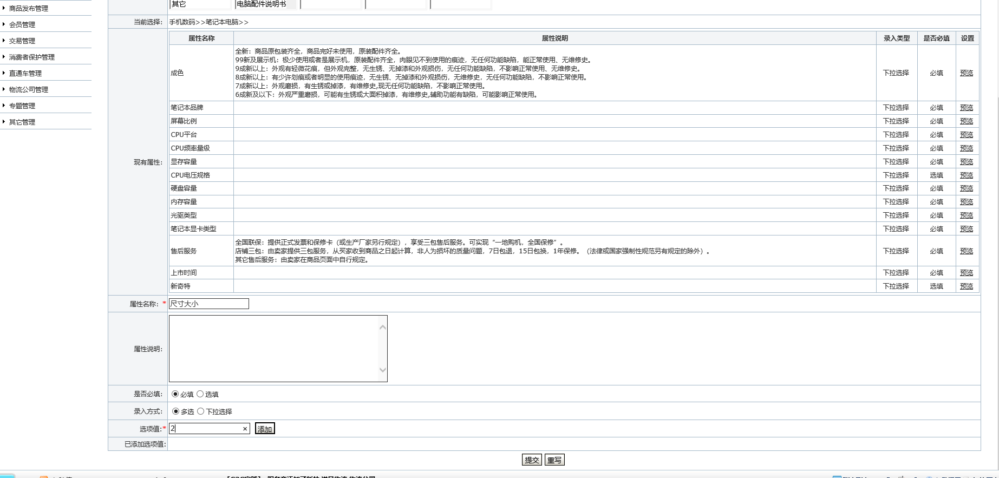 商品发布管理
会员管理
交易管理
消费者保护管理
直通车管理
物流公司管理
专题管理
其它管理
其它 电脑配件说明书
当前选择: 手机数码>>笔记本电脑>>
现有属性:
属性名称 属性说明 录入类型 是否必填 设置
成色
全新：商品原包装齐全，商品完好未使用，原装配件齐全。
99新及展示机：极少使用或者是展示机，原装配件齐全，肉眼见不到使用的痕迹，无任何功能缺陷，能正常使用、无维修史。
9成新以上：外观有轻微花痕，但外观完整，无生锈、无掉漆和外观损伤，无任何功能缺陷，不影响正常使用、无维修史。
8成新以上：有少许划痕或者明显的使用痕迹，无生锈、无掉漆和外观损伤，无维修史，无任何功能缺陷，不影响正常使用。
7成新以上：外观磨损，有生锈或掉漆，有维修史,现无任何功能缺陷，不影响正常使用。
6成新及以下：外观严重磨损，可能有生锈或大面积掉漆，有维修史,辅助功能有缺陷，可能影响正常使用。
下拉选择 必填 预览
笔记本品牌 下拉选择 必填 预览
屏幕比例 下拉选择 必填 预览
CPU平台 下拉选择 必填 预览
CPU频率量级 下拉选择 必填 预览
显存容量 下拉选择 必填 预览
CPU电压规格 下拉选择 选填 预览
硬盘容量 下拉选择 必填 预览
内存容量 下拉选择 必填 预览
光驱类型 下拉选择 必填 预览
笔记本显卡类型 下拉选择 必填 预览
售后服务
全国联保：提供正式发票和保修卡（或生产厂家另行规定），享受三包售后服务。可实现“一地购机，全国保修”。
店铺三包：由卖家提供三包服务，从买家收到商品之日起计算，非人为损坏的质量问题，7日包退，15日包换，1年保修。（法律或国家强制性规范另有规定的除外）。
其它售后服务：由卖家在商品页面中自行规定。
下拉选择 必填 预览
上市时间 下拉选择 必填 预览
新奇特 下拉选择 选填 预览
属性名称: * 尺寸大小
属性说明:
是否必填: 必填 选填
录入方式: 多选 下拉选择
选项值:* 2 × 添加
已添加选项值:
提交 重写